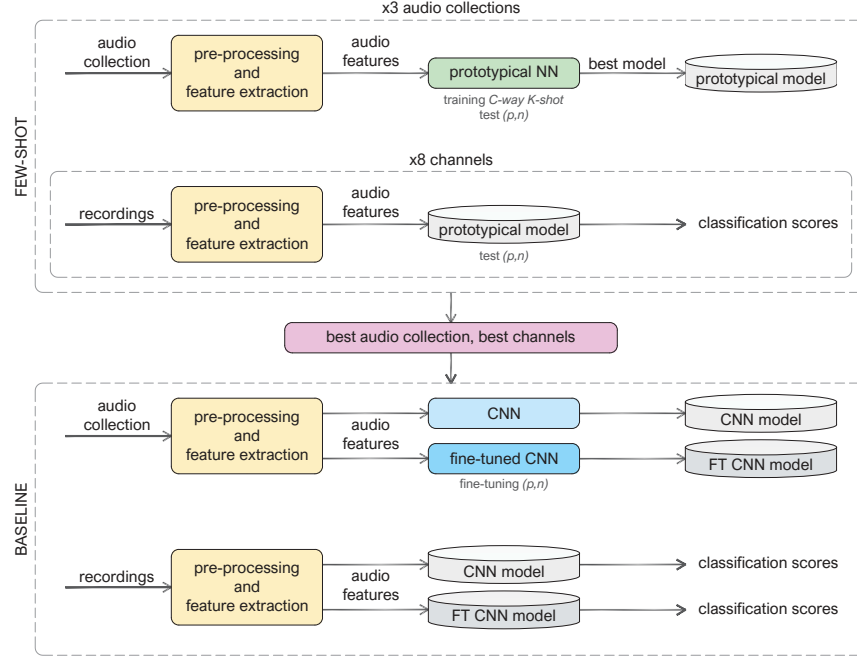 x3 audio collections
FEW-SHOT
audio
collection
pre-processing
and
feature extraction
audio
features
prototypical NN
training C-way K-shot
test (p,n)
best model
prototypical model
x8 channels
recordings
pre-processing
and
feature extraction
audio
features
prototypical model
test (p,n)
classification scores
best audio collection, best channels
BASELINE
audio
collection
pre-processing
and
feature extraction
audio
features
CNN
CNN model
fine-tuned CNN
fine-tuning (p,n)
FT CNN model
recordings
pre-processing
and
feature extraction
audio
features
CNN model
classification scores
FT CNN model
classification scores